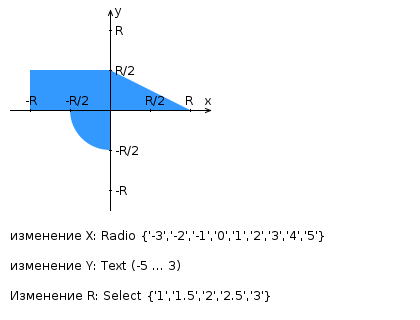 y
R
R/2
-R -R/2 R/2 R x
-R/2
-R
изменение X: Radio {'-3','-2','-1','0','1','2','3','4','5'}
изменение Y: Text (-5 ... 3)
Изменение R: Select {'1','1.5','2','2.5','3'}